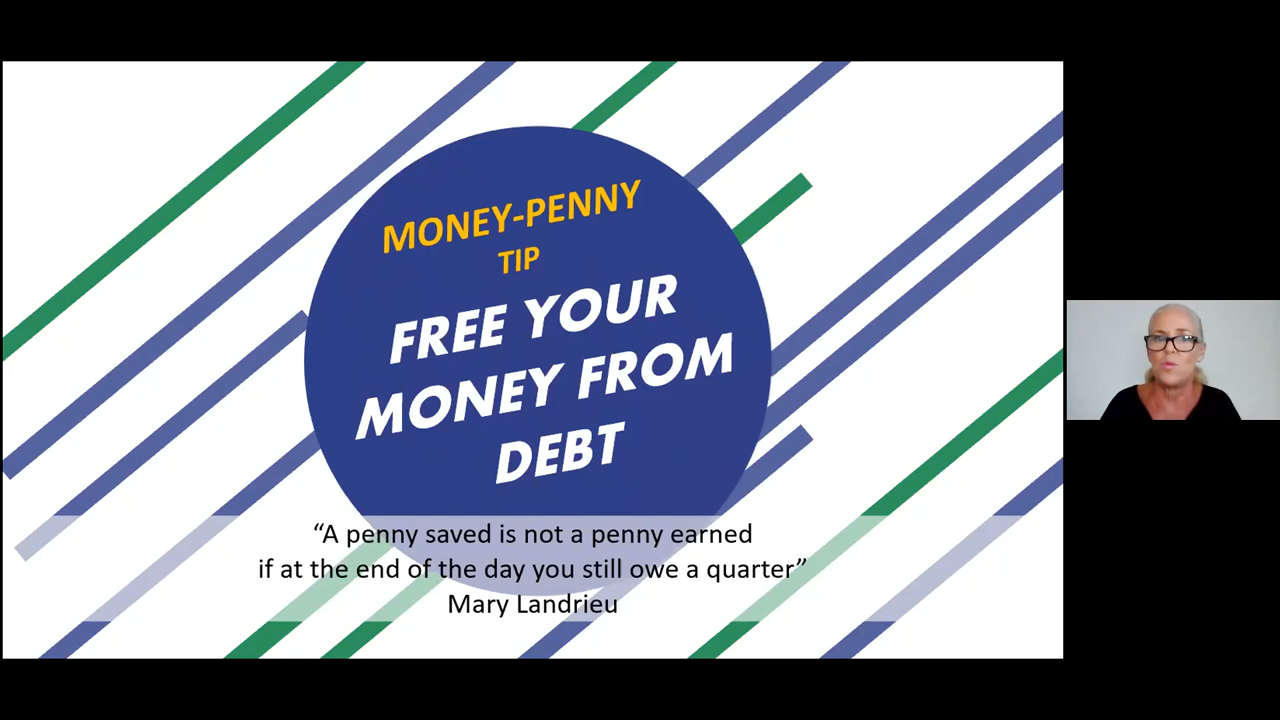 MONEY-PENNY
TIP
FREE YOUR
MONEY FROM
DEBT
“A penny saved is not a penny earned
if at the end of the day you still owe a quarter”
Mary Landrieu